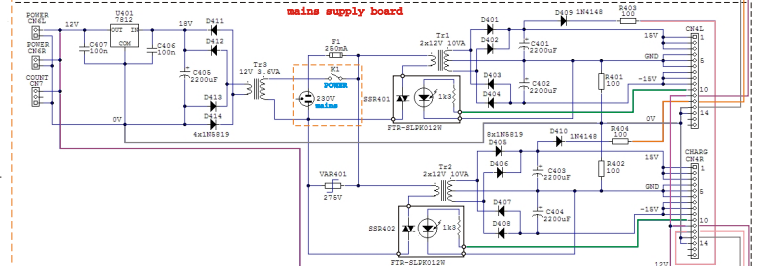 mains supply board
POWER
CN6L
U401
7812
12V
OUT IN
COM
C407
100n
C406
100n
18V
D411
D412
POWER
CN6R
COUNT
CN7
C405
2200uF
D413
D414
4x1N5819
0V
Tr3
12V 3.6VA
F1
250mA
K1
POWER
230V
mains
VAR401
275V
Tr1
2x12V 10VA
D401
D402
D403
D404
SSR401
1k3
FTR-SLPK012W
D409 1N4148
R403
100
C401
2200uF
C402
2200uF
R401
100
15V
GND
-15V
0V
CN4L
1
5
10
14
8x1N5819
D405
D406
D407
D408
D410
1N4148
R404
100
Tr2
2x12V 10VA
SSR402
1k3
FTR-SLPK012W
C403
2200uF
C404
2200uF
R402
100
15V
GND
-15V
12V
CHARG
CN4R
1
5
10
14